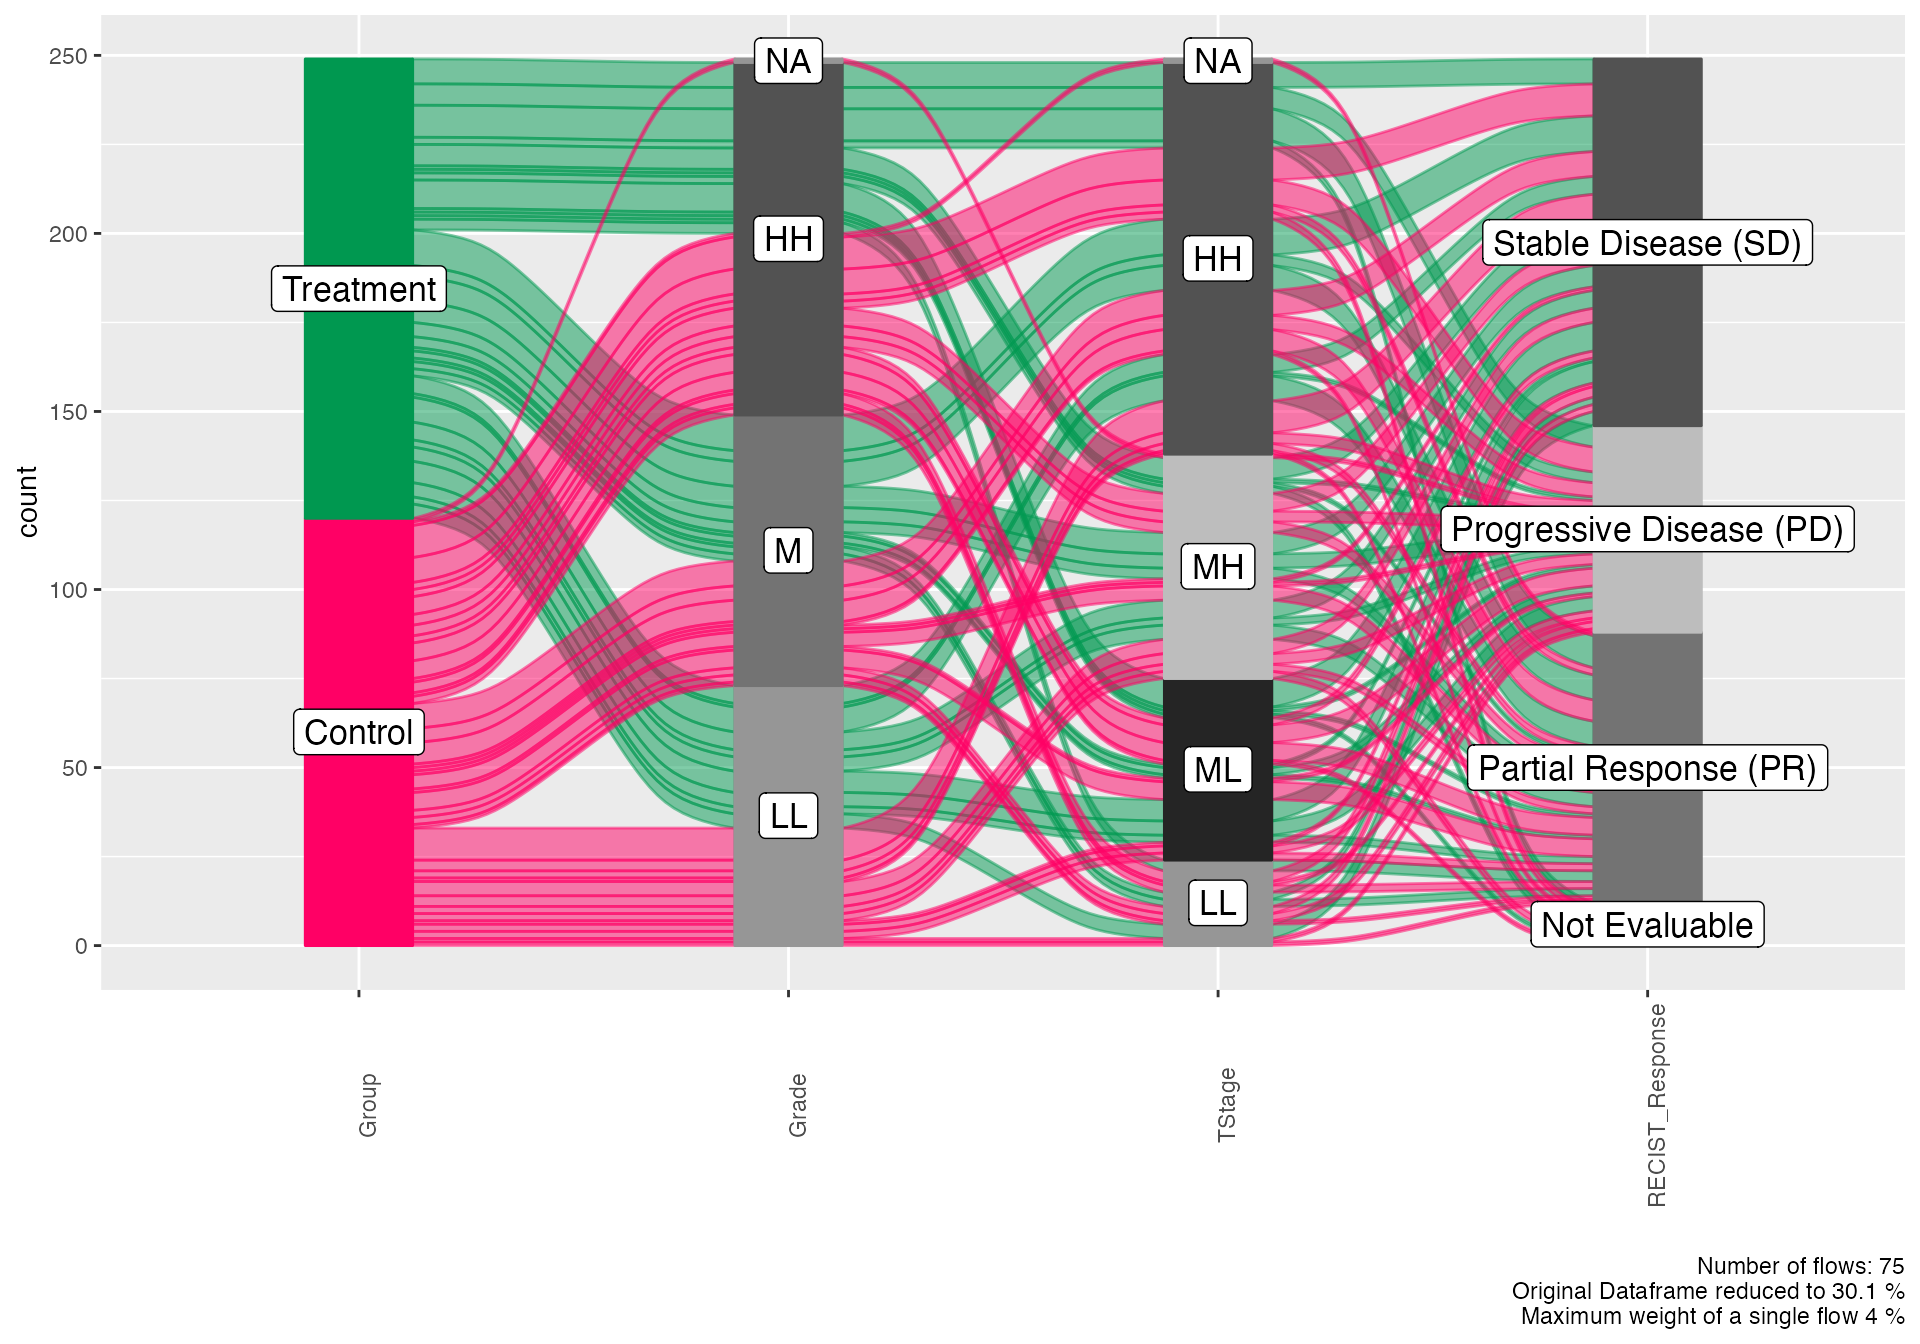 250
200
150
100
50
0
count
Treatment
Control
NA
HH
M
LL
NA
HH
MH
ML
LL
Stable Disease (SD)
Progressive Disease (PD)
Partial Response (PR)
Not Evaluable
Group
Grade
TStage
RECIST_Response
Number of flows: 75
Original Dataframe reduced to 30.1 %
Maximum weight of a single flow 4 %